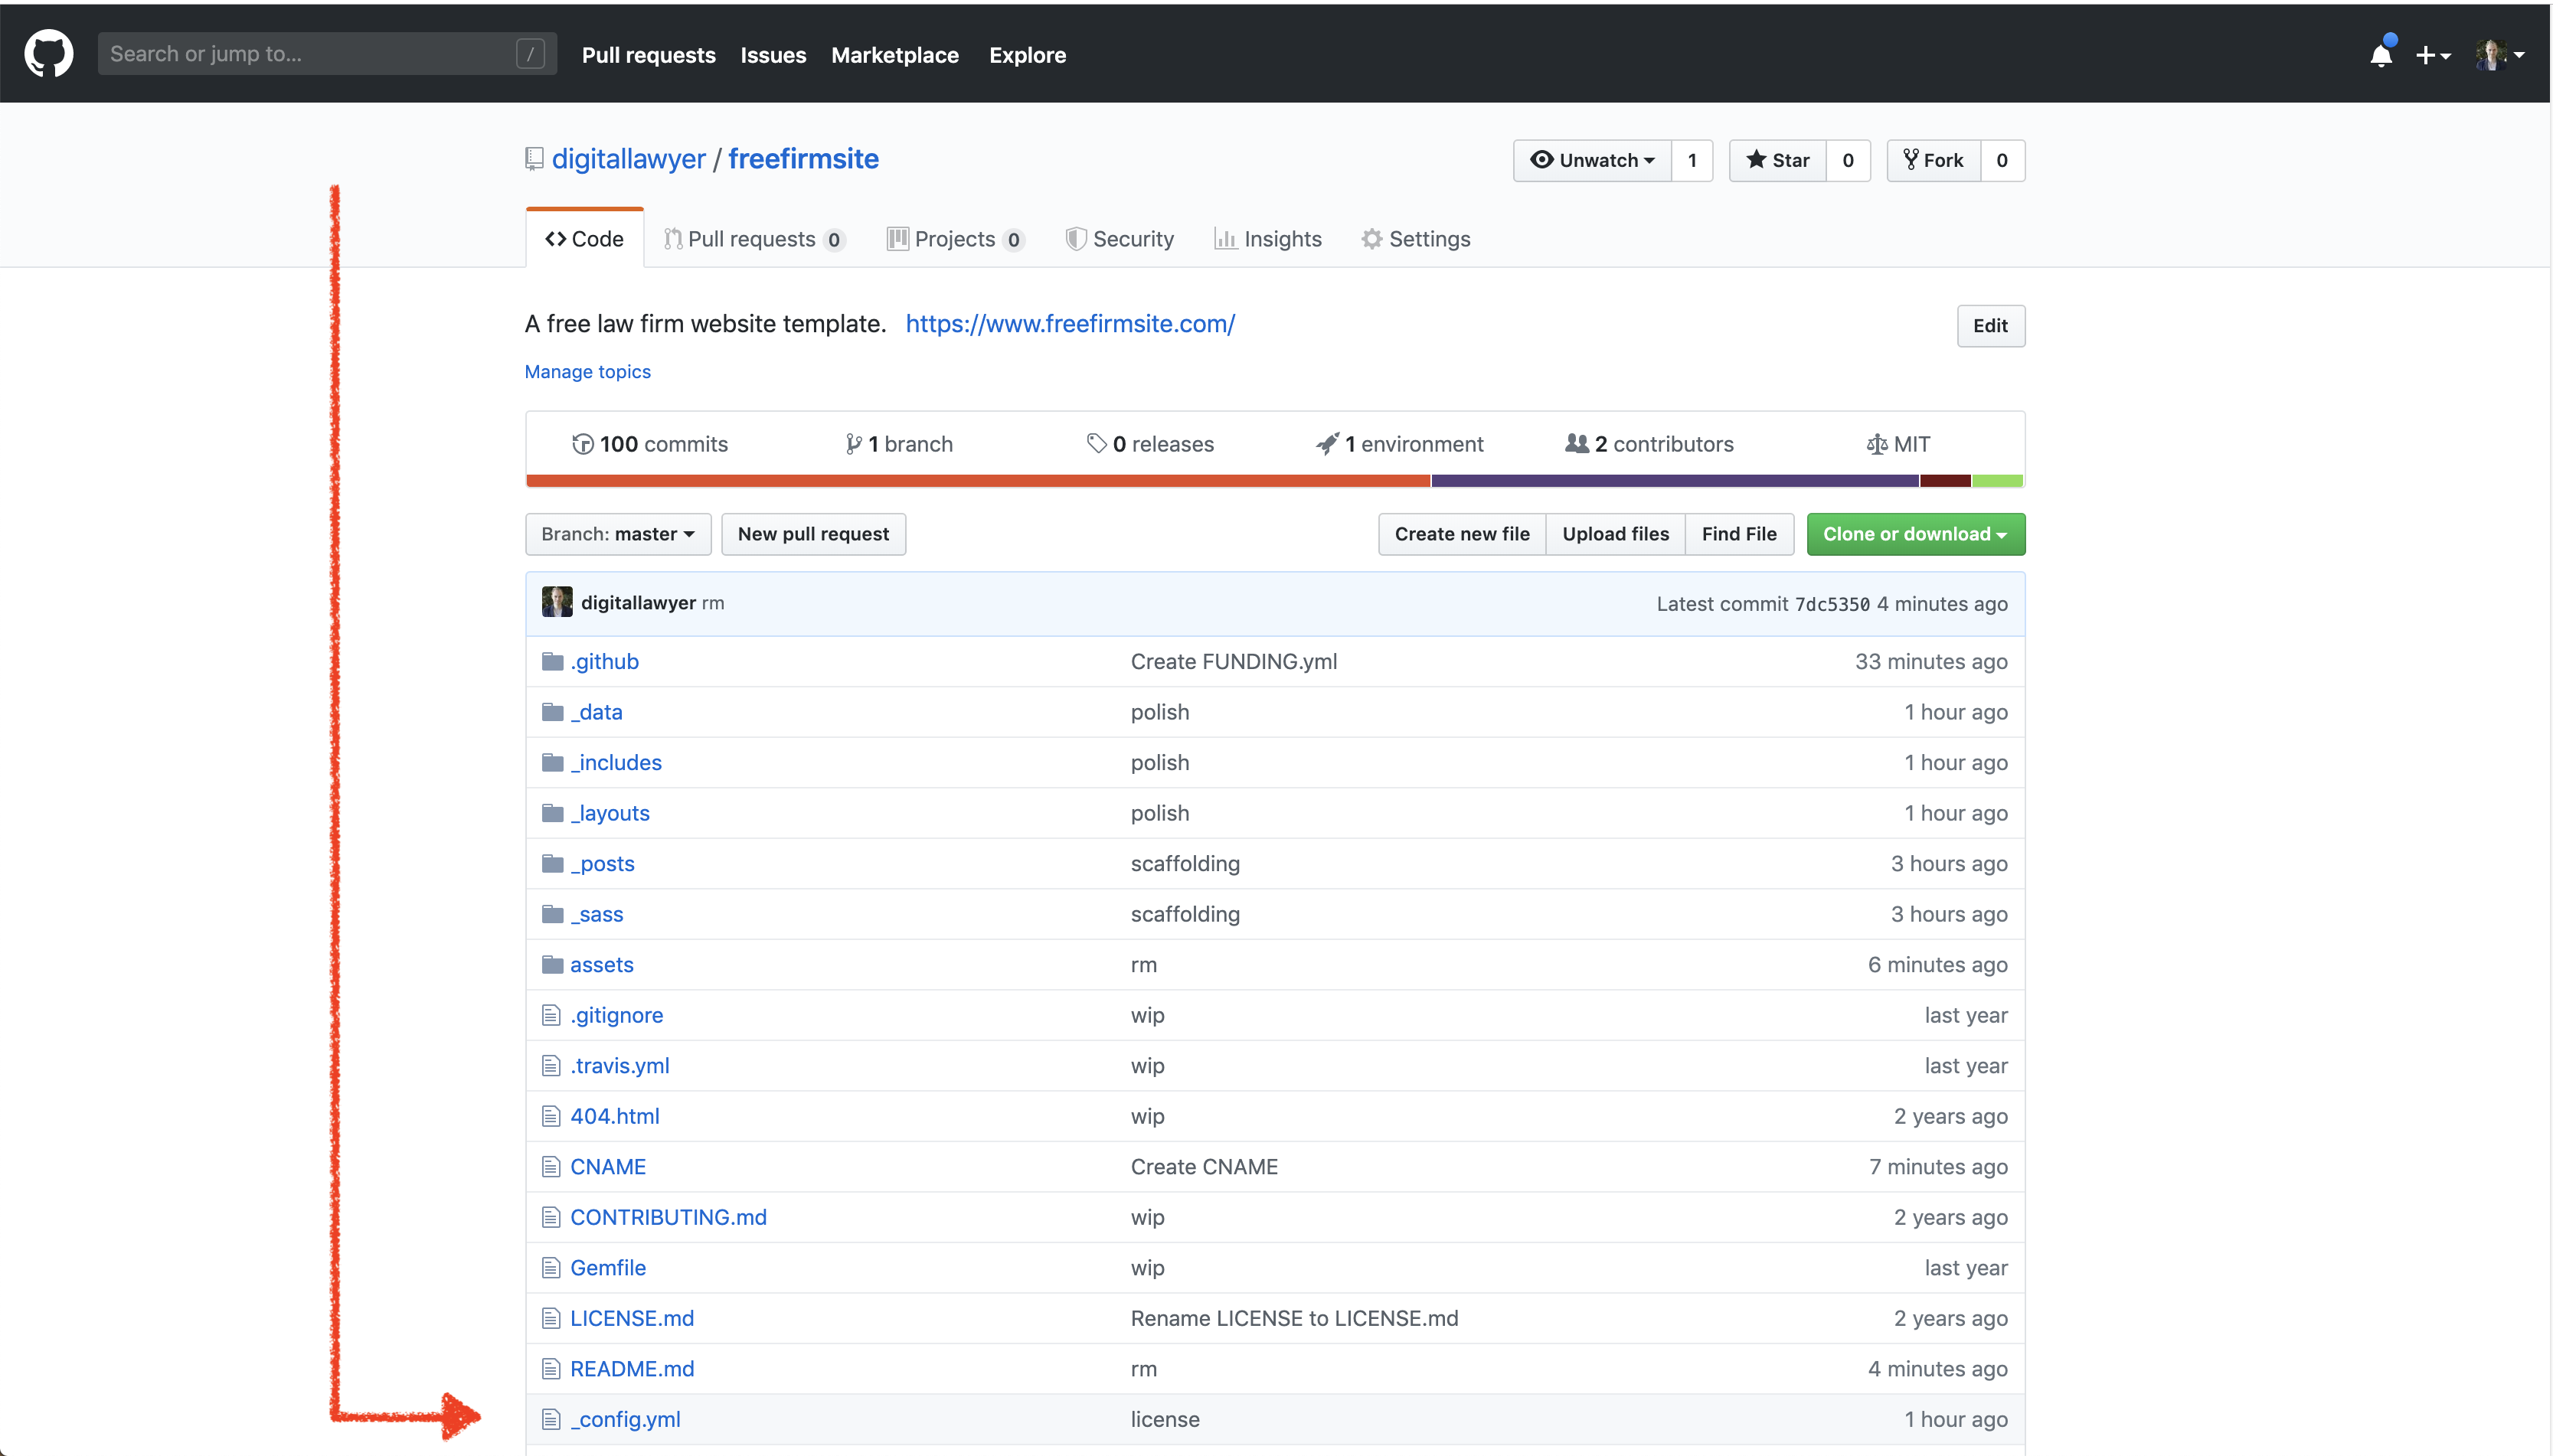 Search or jump to... / Pull requests Issues Marketplace Explore
digitallawyer / freefirmsite Unwatch 1 Star 0 Fork 0
Code Pull requests 0 Projects 0 Security Insights Settings
A free law firm website template. https://www.freefirmsite.com/ Edit
Manage topics
100 commits 1 branch 0 releases 1 environment 2 contributors MIT
Branch: master New pull request Create new file Upload files Find File Clone or download
digitallawyer rm Latest commit 7dc5350 4 minutes ago
.github Create FUNDING.yml 33 minutes ago
_data polish 1 hour ago
_includes polish 1 hour ago
_layouts polish 1 hour ago
_posts scaffolding 3 hours ago
_sass scaffolding 3 hours ago
assets rm 6 minutes ago
.gitignore wip last year
.travis.yml wip last year
404.html wip 2 years ago
CNAME Create CNAME 7 minutes ago
CONTRIBUTING.md wip 2 years ago
Gemfile wip last year
LICENSE.md Rename LICENSE to LICENSE.md 2 years ago
README.md rm 4 minutes ago
_config.yml license 1 hour ago